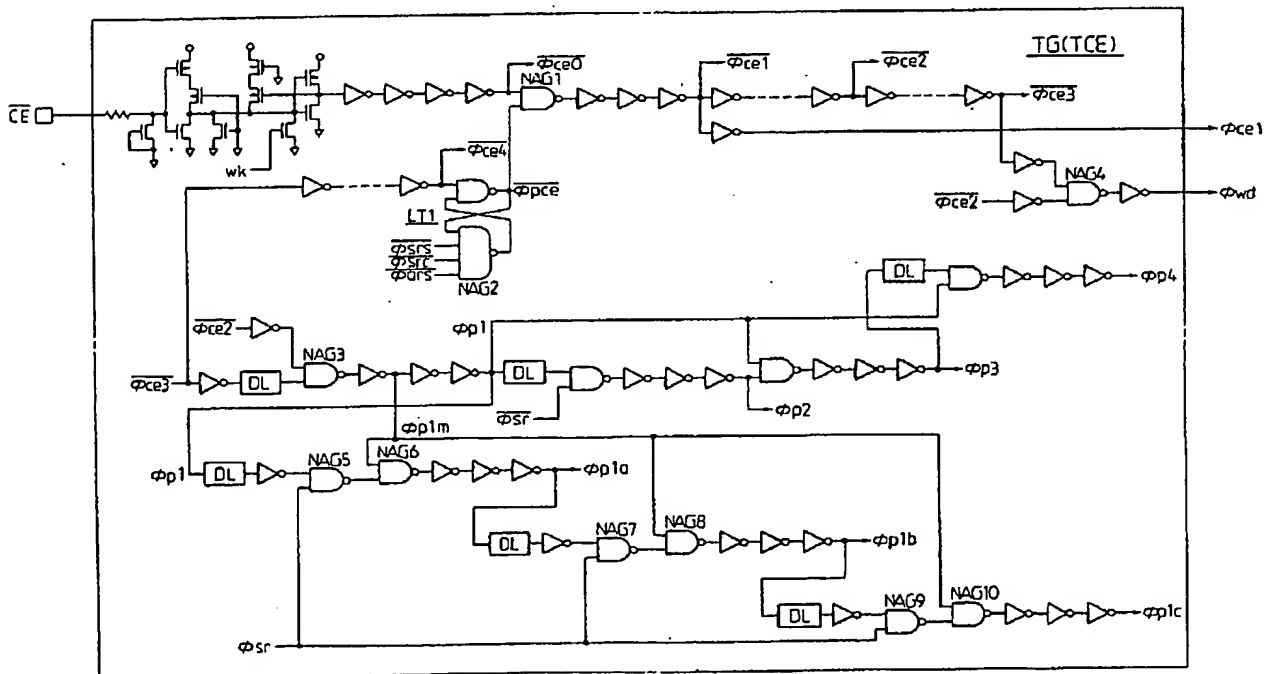 TG(TCE)
φce0
NAG1
φce1
φce2
CE
φce3
φce1
wk
φce4
NAG4
φpce
φwd
LT1
φce2
φsrs
φsrc
φars
NAG2
DL
φp4
φce2
φp1
NAG3
DL
φce3
DL
φp3
φsr
φp2
φp1m
NAG5
NAG6
φp1
DL
φp1a
NAG7
NAG8
DL
φp1b
NAG9
NAG10
DL
φp1c
φsr